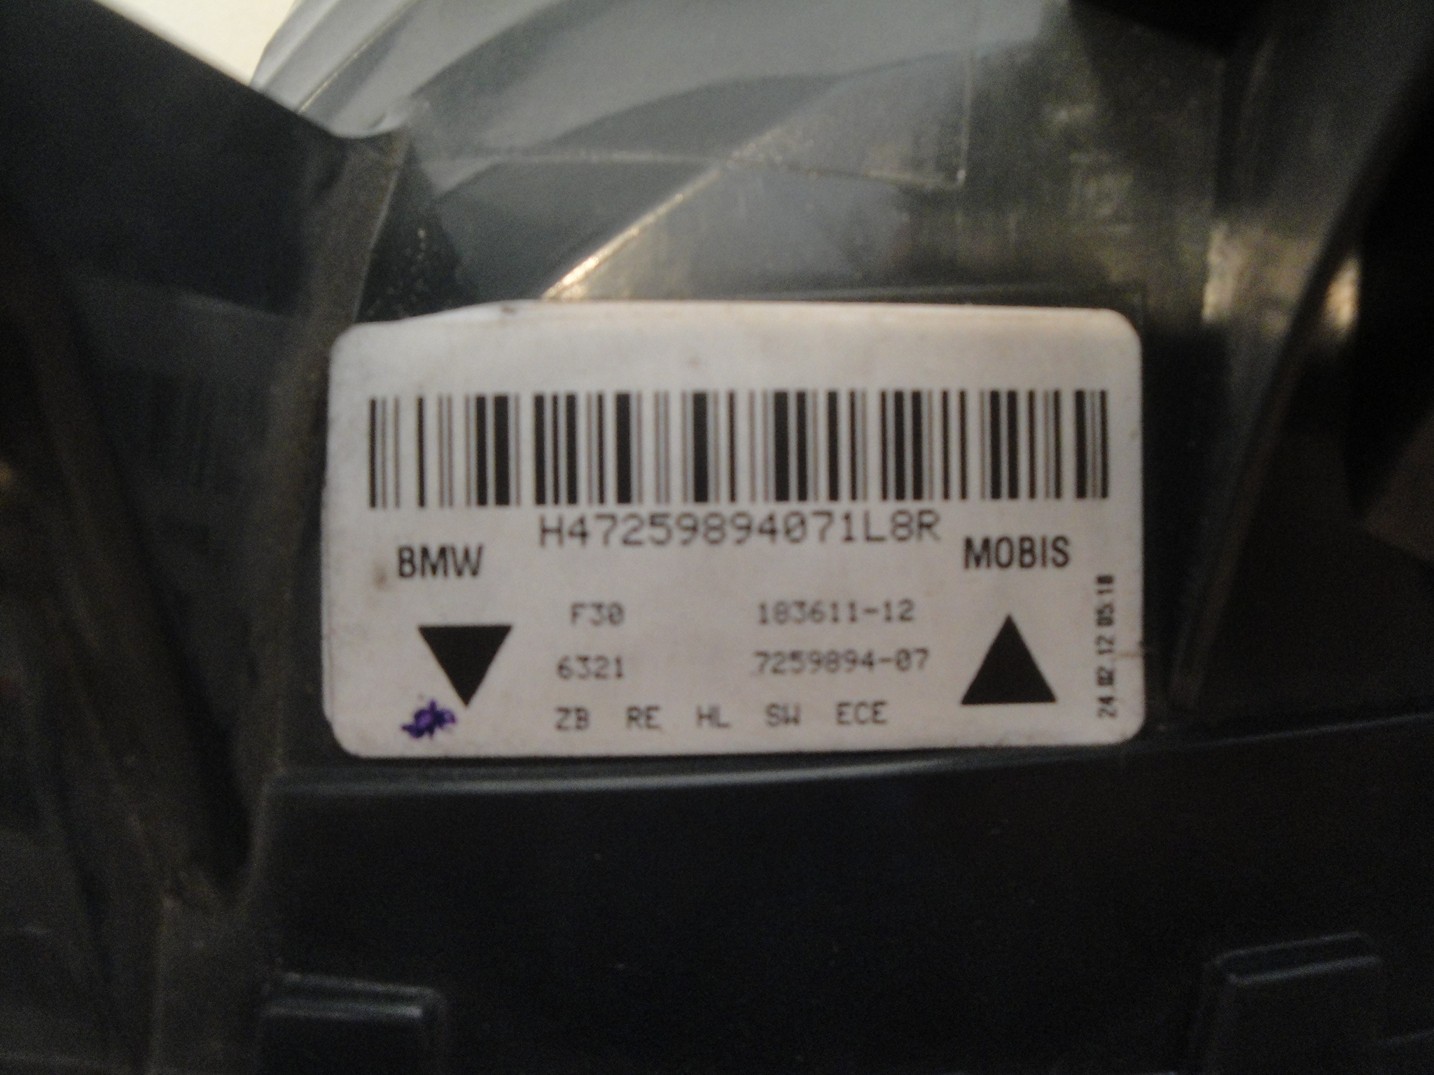 H47259894071L8R
BMW MOBIS
F30 183611-12
6321 7259894-07
ZB RE HL SW ECE
24.02.12 05:18